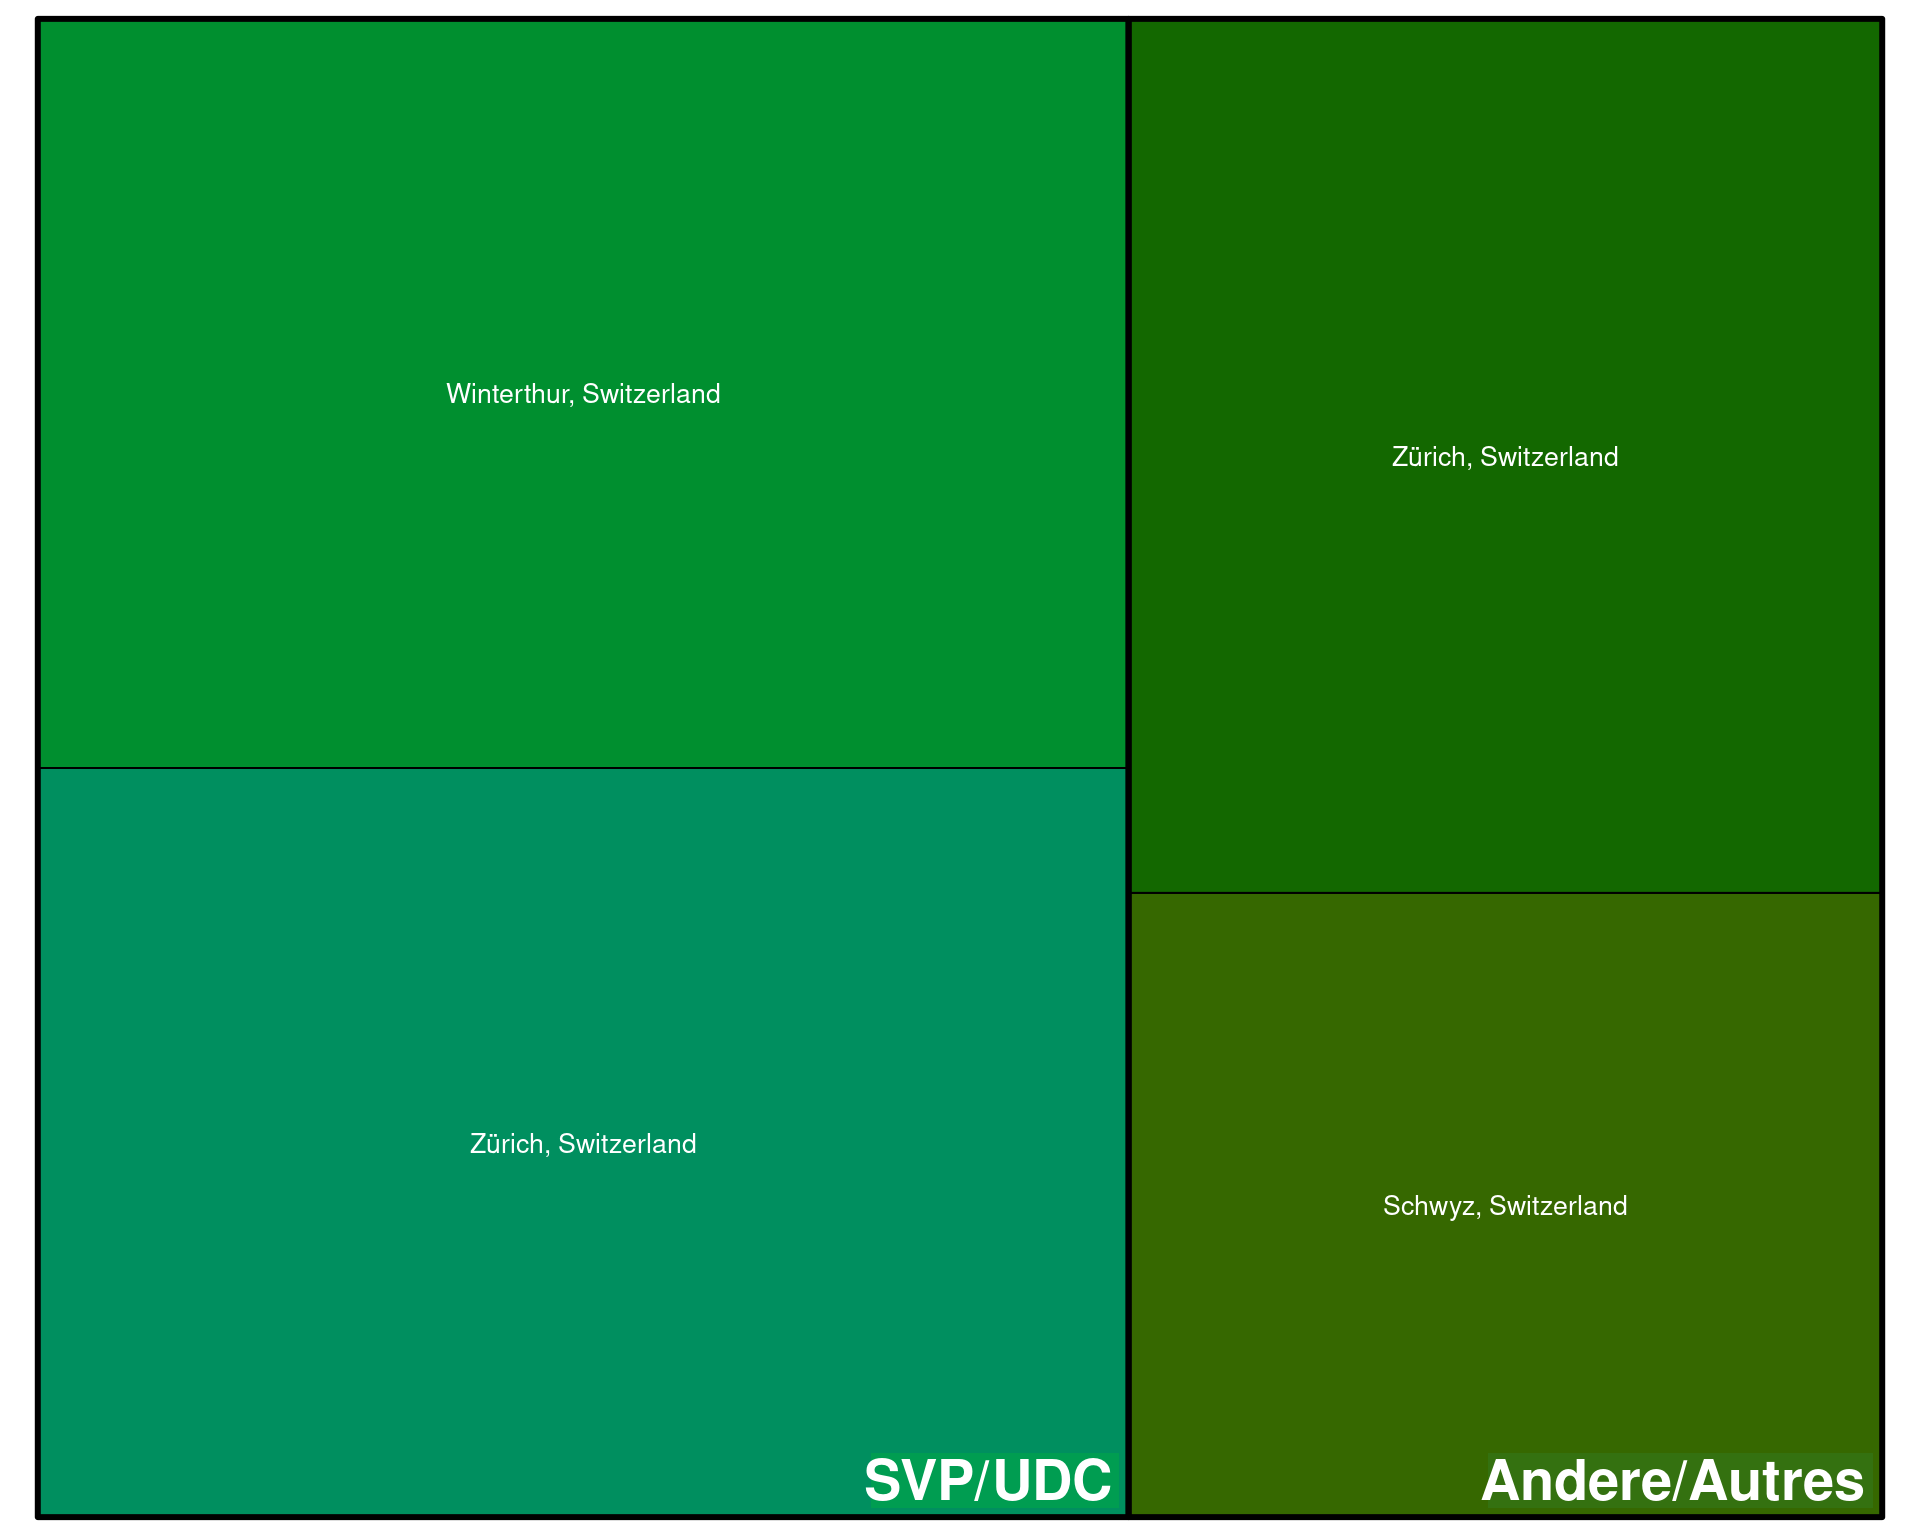 Winterthur, Switzerland
Zürich, Switzerland
SVP/UDC
Zürich, Switzerland
Schwyz, Switzerland
Andere/Autres